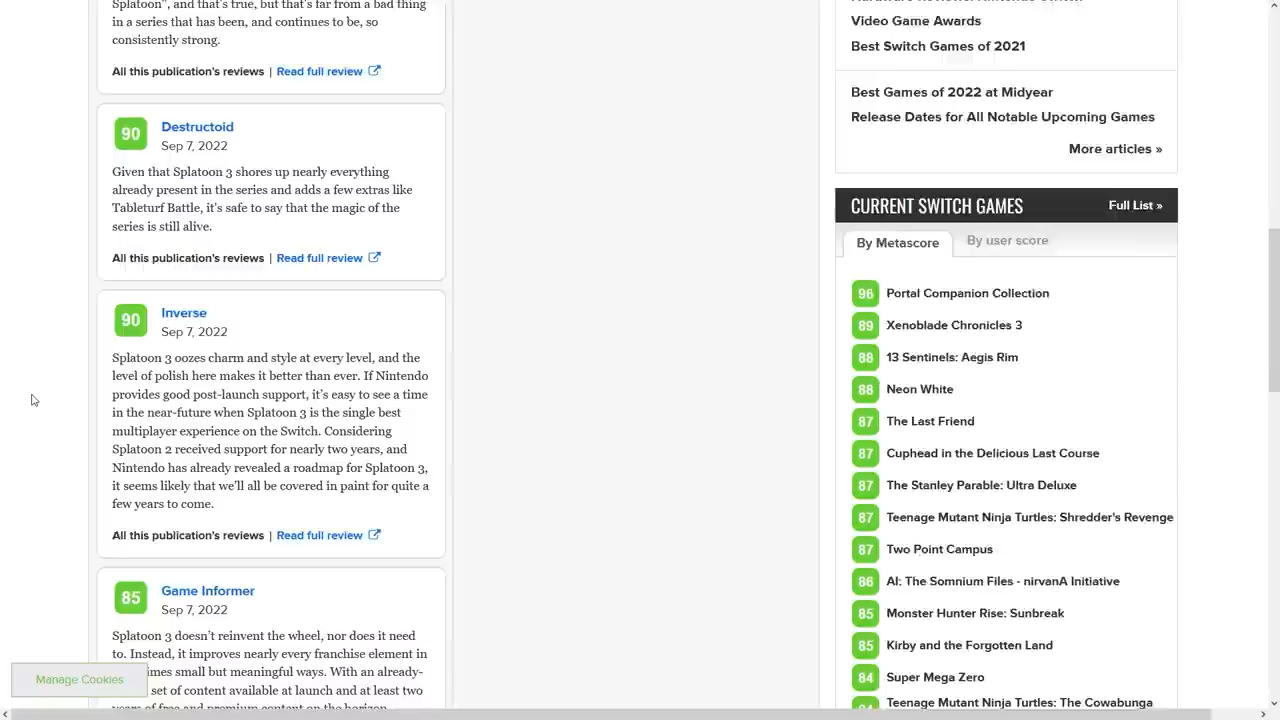 Splatoon", and that's true, but that's far from a bad thing
in a series that has been, and continues to be, so
consistently strong.
All this publication's reviews | Read full review
90
Destructoid
Sep 7, 2022
Given that Splatoon 3 shores up nearly everything
already present in the series and adds a few extras like
Tableturf Battle, it's safe to say that the magic of the
series is still alive.
All this publication's reviews | Read full review
90
Inverse
Sep 7, 2022
Splatoon 3 oozes charm and style at every level, and the
level of polish here makes it better than ever. If Nintendo
provides good post-launch support, it's easy to see a time
in the near-future when Splatoon 3 is the single best
multiplayer experience on the Switch. Considering
Splatoon 2 received support for nearly two years, and
Nintendo has already revealed a roadmap for Splatoon 3,
it seems likely that we'll all be covered in paint for quite a
few years to come.
All this publication's reviews | Read full review
85
Game Informer
Sep 7, 2022
Splatoon 3 doesn't reinvent the wheel, nor does it need
to. Instead, it improves nearly every franchise element in
imes small but meaningful ways. With an already-
set of content available at launch and at least two
years of free and premium content on the horizon
Manage Cookies
Video Game Awards
Best Switch Games of 2021
Best Games of 2022 at Midyear
Release Dates for All Notable Upcoming Games
More articles »
CURRENT SWITCH GAMES
Full List »
By Metascore
By user score
96 Portal Companion Collection
89 Xenoblade Chronicles 3
88 13 Sentinels: Aegis Rim
88 Neon White
87 The Last Friend
87 Cuphead in the Delicious Last Course
87 The Stanley Parable: Ultra Deluxe
87 Teenage Mutant Ninja Turtles: Shredder's Revenge
87 Two Point Campus
86 AI: The Somnium Files - nirvanA Initiative
85 Monster Hunter Rise: Sunbreak
85 Kirby and the Forgotten Land
84 Super Mega Zero
Teenage Mutant Ninja Turtles: The Cowabunga